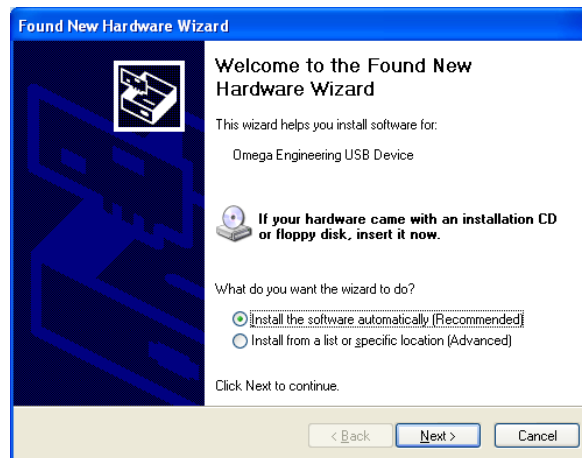 Found New Hardware Wizard
Welcome to the Found New
Hardware Wizard
This wizard helps you install software for:
Omega Engineering USB Device
If your hardware came with an installation CD
or floppy disk, insert it now.
What do you want the wizard to do?
Install the software automatically (Recommended)
Install from a list or specific location (Advanced)
Click Next to continue.
< Back Next > Cancel